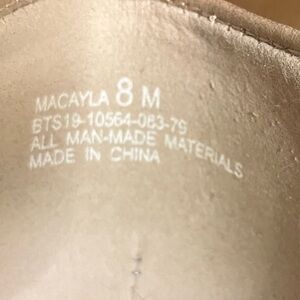 MACAYLA 8 M
BTS19-10564-083-79
ALL MAN-MADE MATERIALS
MADE IN CHINA